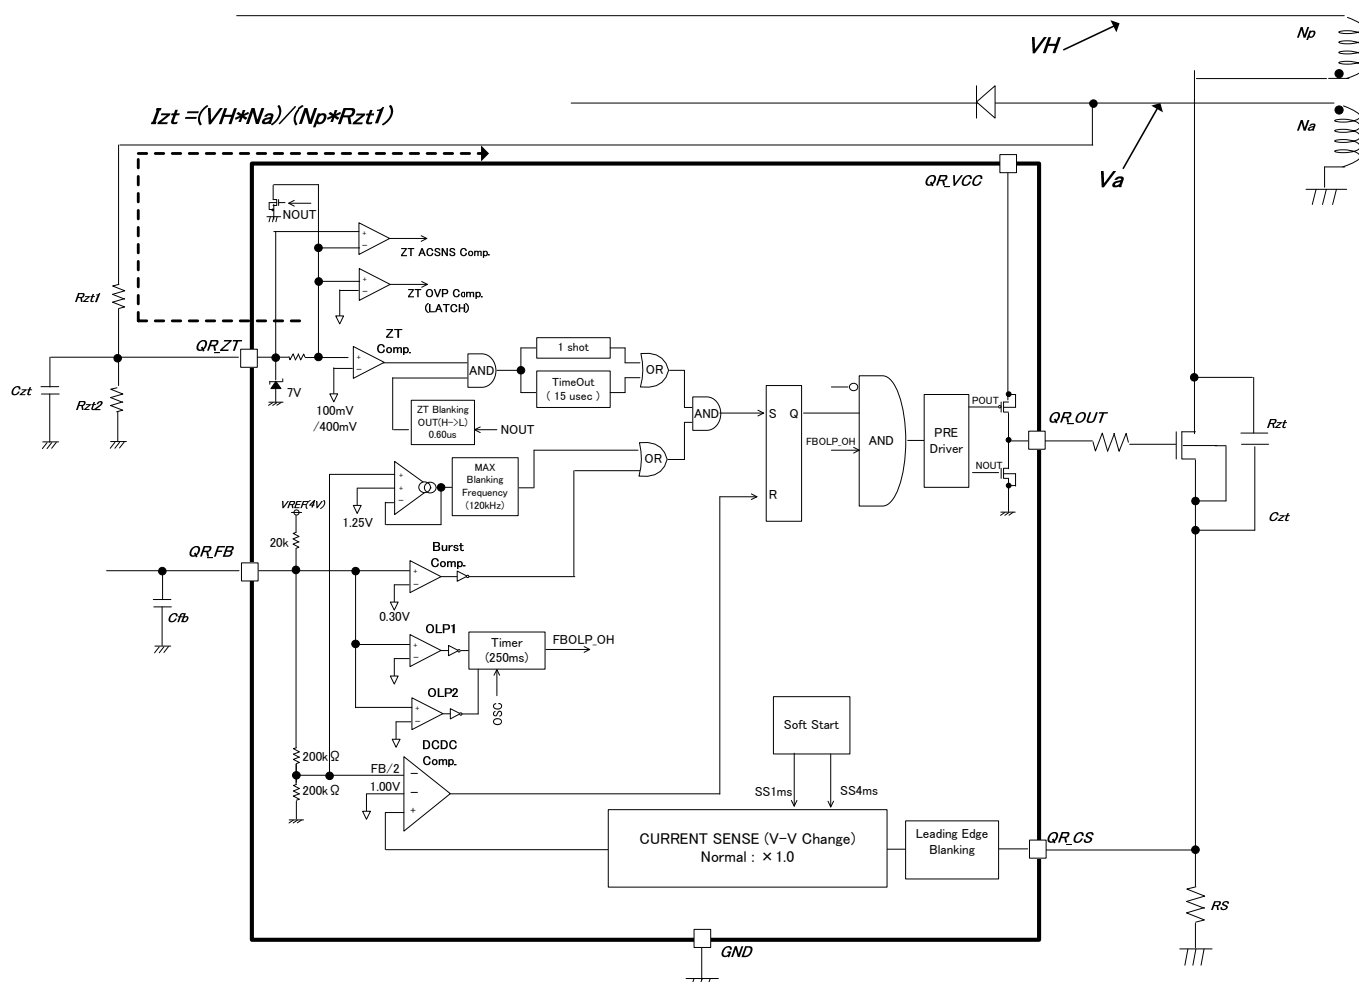 VH
Np
Izt =(VH*Na)/(Np*Rzt1)
Na
Va
QR_VCC
NOUT
ZT ACSNS Comp.
ZT OVP Comp.
(LATCH)
Rzt1
ZT
Comp.
QR_ZT
1 shot
OR
AND
TimeOut
( 15 usec )
Czt
Rzt2
7V
100mV
/400mV
ZT Blanking
OUT(H->L)
0.60us
NOUT
AND
S Q
R
FBOLP_OH
AND
PRE
Driver
POUT
NOUT
QR_OUT
Rzt
Czt
OR
MAX
Blanking
Frequency
(120kHz)
1.25V
VREF(4V)
20k
QR_FB
Cfb
Burst
Comp.
0.30V
OLP1
Timer
(250ms)
FBOLP_OH
OLP2
OSC
DCDC
Comp.
200kΩ
200kΩ
FB/2
1.00V
Soft Start
SS1ms
SS4ms
CURRENT SENSE (V-V Change)
Normal : ×1.0
Leading Edge
Blanking
QR_CS
RS
GND